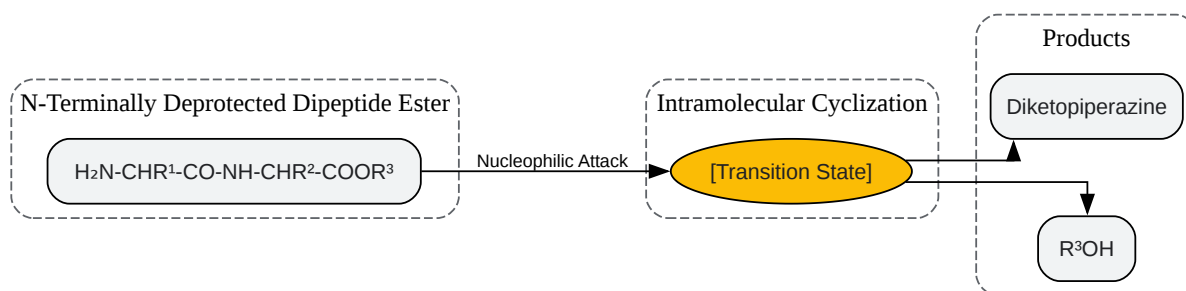 N-Terminally Deprotected Dipeptide Ester
H₂N-CHR¹-CO-NH-CHR²-COOR³
Nucleophilic Attack
Intramolecular Cyclization
[Transition State]
Products
Diketopiperazine
R³OH